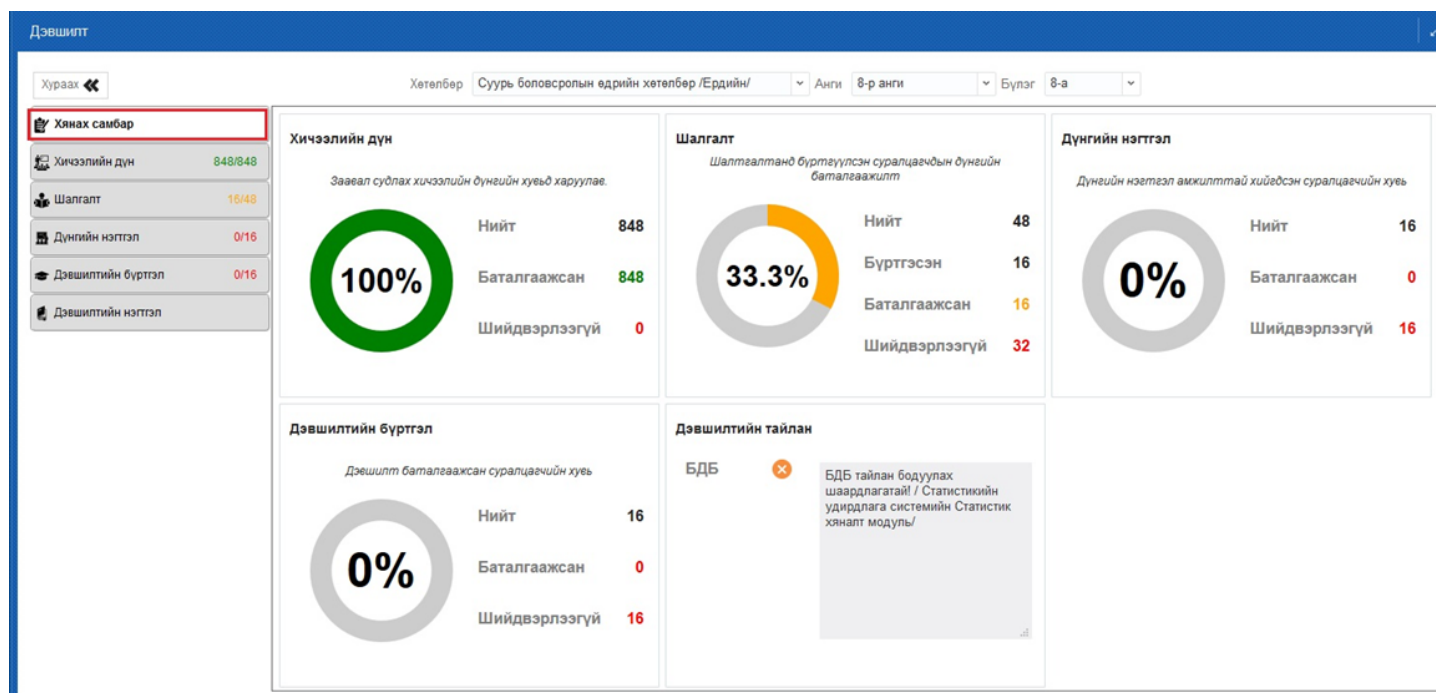 Дэвшилт
Хураах
Хөтөлбөр Суурь боловсролын өдрийн хөтөлбөр /Ердийн/ Анги 8-р анги Бүлэг 8-а
Хянах самбар
Хичээлийн дүн 848/848
Шалгалт 16/48
Дүнгийн нэгтгэл 0/16
Дэвшилтийн бүртгэл 0/16
Дэвшилтийн нэгтгэл
Хичээлийн дүн
Заавал судлах хичээлийн дүнгийн хувьд харуулав.
100%
Нийт 848
Баталгаажсан 848
Шийдвэрлээгүй 0
Шалгалт
Шалтгалтанд бүртгүүлсэн суралцагчдын дүнгийн
баталгаажилт
33.3%
Нийт 48
Бүртгэсэн 16
Баталгаажсан 16
Шийдвэрлээгүй 32
Дүнгийн нэгтгэл
Дүнгийн нэгтгэл амжилттай хийгдсэн суралцагчийн хувь
0%
Нийт 16
Баталгаажсан 0
Шийдвэрлээгүй 16
Дэвшилтийн бүртгэл
Дэвшилт баталгаажсан суралцагчийн хувь
0%
Нийт 16
Баталгаажсан 0
Шийдвэрлээгүй 16
Дэвшилтийн тайлан
БДБ
БДБ тайлан бодуулах
шаардлагатай! / Статистикийн
удирдлага системийн Статистик
хяналт модуль/